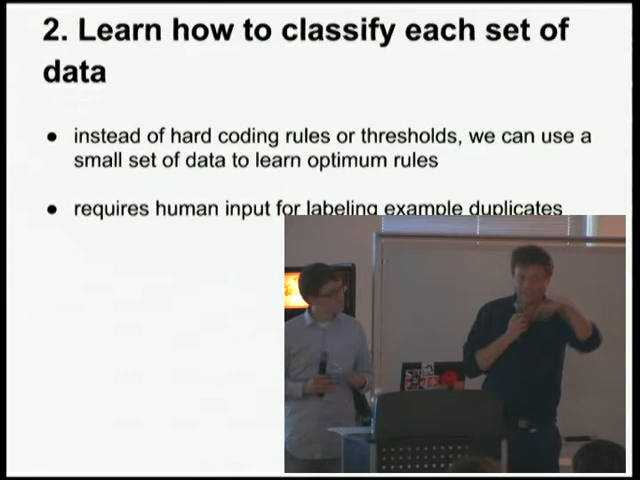 2. Learn how to classify each set of
data
● instead of hard coding rules or thresholds, we can use a
small set of data to learn optimum rules
● requires human input for labeling example duplicates